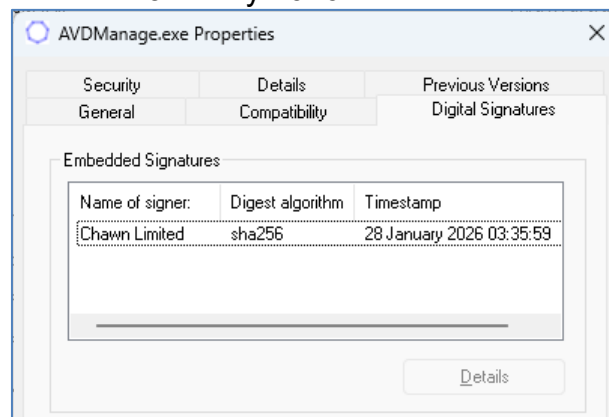 AVDManage.exe Properties
Security Details Previous Versions
General Compatibility Digital Signatures
Embedded Signatures
Name of signer: Digest algorithm Timestamp
Chawn Limited sha256 28 January 2026 03:35:59
Details